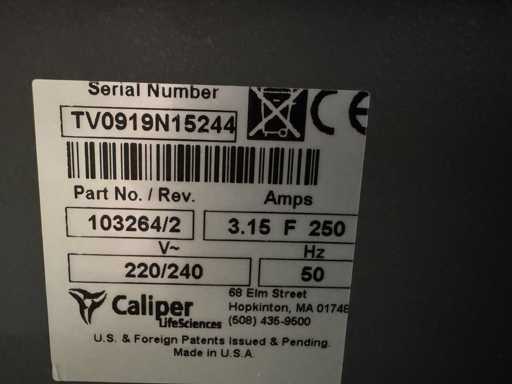 Serial Number
TV0919N15244
Part No. / Rev.
Amps
103264/2
3.15 F 250
V~
Hz
220/240
50
Caliper
LifeSciences
68 Elm Street
Hopkinton, MA 01748
(508) 435-9500
U.S. & Foreign Patents Issued & Pending.
Made in U.S.A
CE